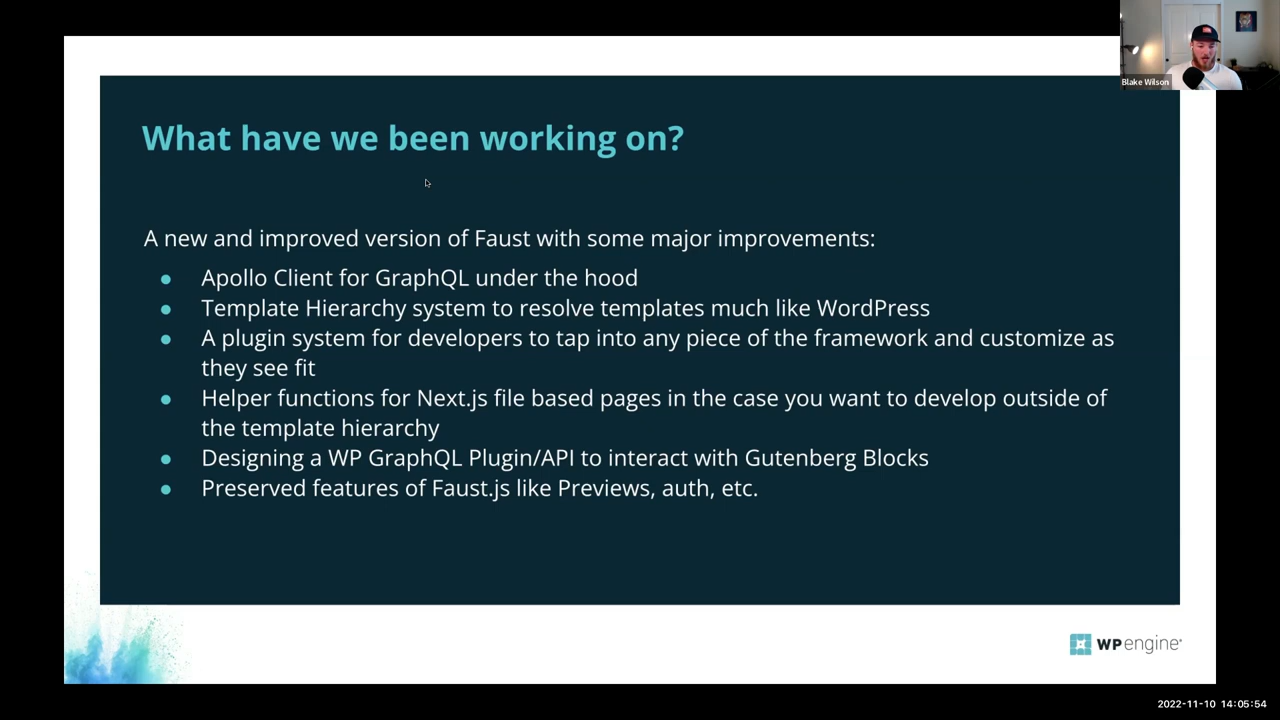 Blake Wilson
What have we been working on?
A new and improved version of Faust with some major improvements:
● Apollo Client for GraphQL under the hood
● Template Hierarchy system to resolve templates much like WordPress
● A plugin system for developers to tap into any piece of the framework and customize as
they see fit
● Helper functions for Next.js file based pages in the case you want to develop outside of
the template hierarchy
● Designing a WP GraphQL Plugin/API to interact with Gutenberg Blocks
● Preserved features of Faust.js like Previews, auth, etc.
WPengine®
2022-11-10 14:05:54